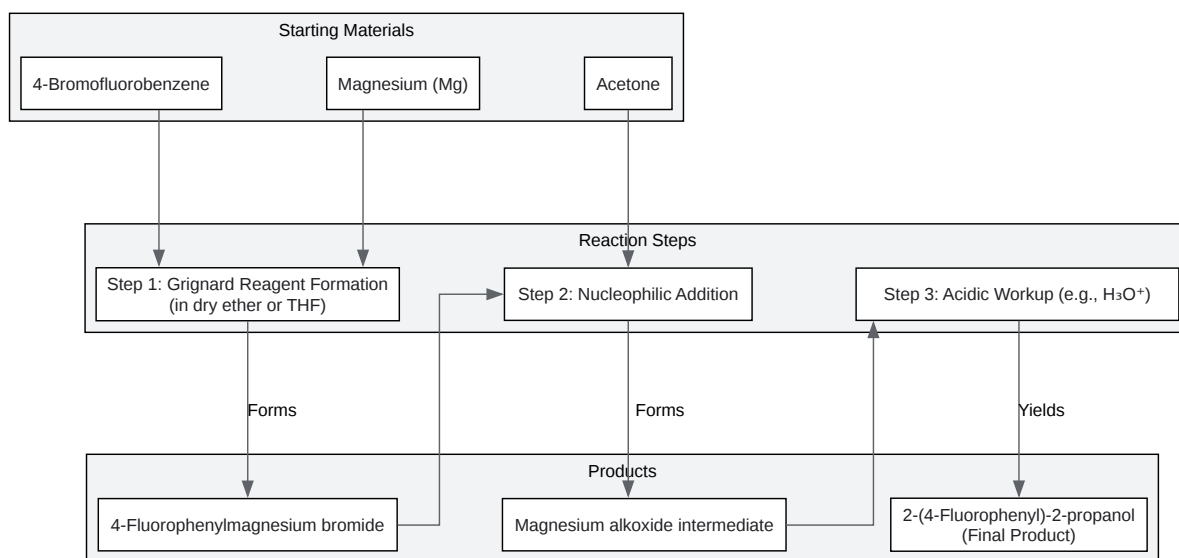 Starting Materials
4-Bromofluorobenzene
Magnesium (Mg)
Acetone
Reaction Steps
Step 1: Grignard Reagent Formation
(in dry ether or THF)
Step 2: Nucleophilic Addition
Step 3: Acidic Workup (e.g., H₃O⁺)
Forms
Forms
Yields
Products
4-Fluorophenylmagnesium bromide
Magnesium alkoxide intermediate
2-(4-Fluorophenyl)-2-propanol
(Final Product)